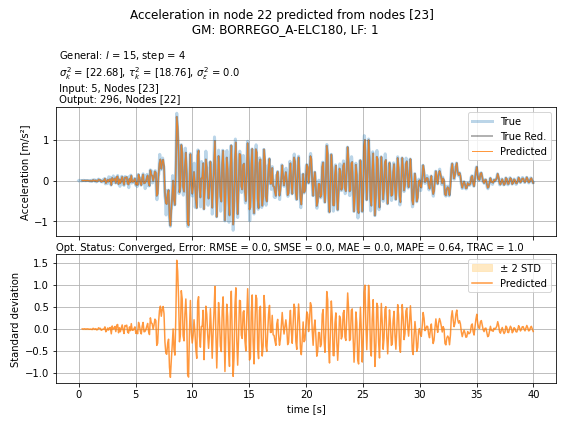 Acceleration in node 22 predicted from nodes [23]
GM: BORREGO_A-ELC180, LF: 1
General: l = 15, step = 4
σ_k² = [22.68], τ_k² = [18.76], σ_ε² = 0.0
Input: 5, Nodes [23]
Output: 296, Nodes [22]
Acceleration [m/s²]
1
0
−1
True
True Red.
Predicted
Opt. Status: Converged, Error: RMSE = 0.0, SMSE = 0.0, MAE = 0.0, MAPE = 0.64, TRAC = 1.0
Standard deviation
1.5
1.0
0.5
0.0
−0.5
−1.0
± 2 STD
Predicted
0 5 10 15 20 25 30 35 40
time [s]